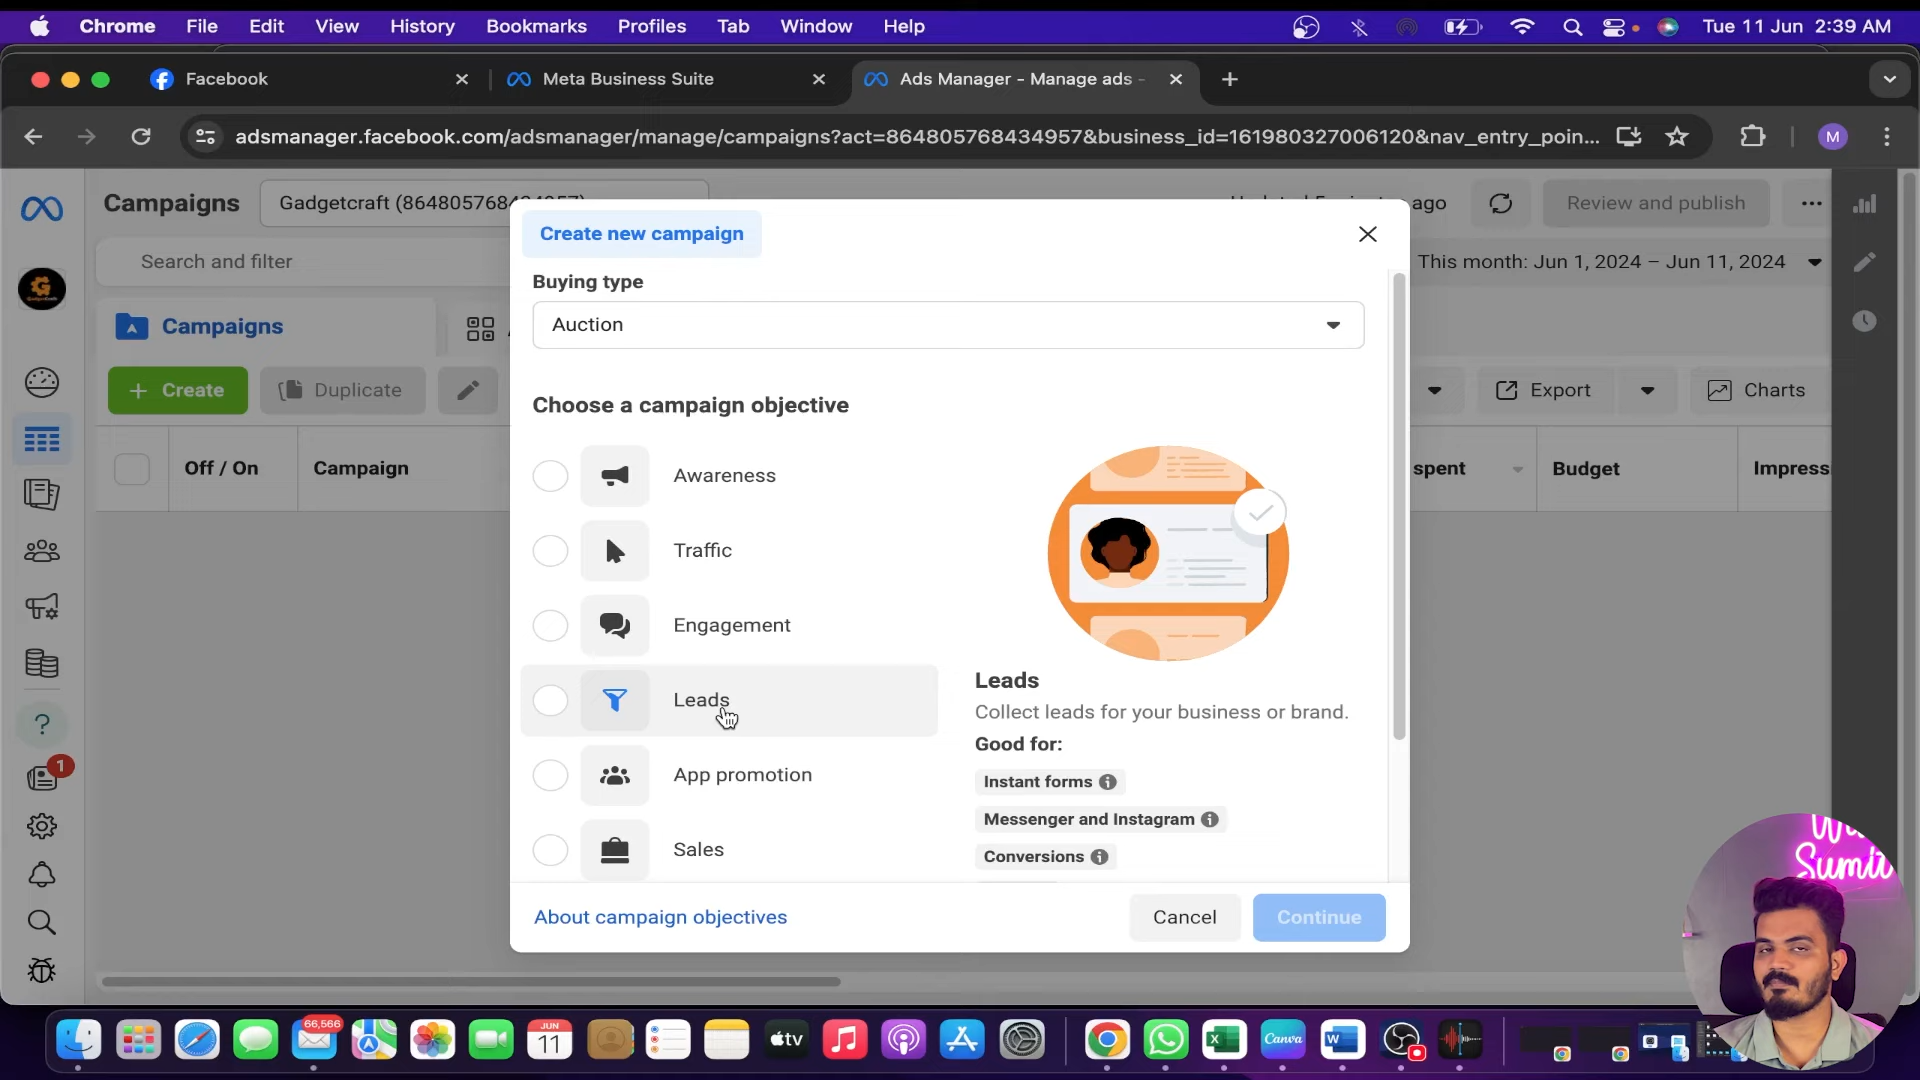 Chrome File Edit View History Bookmarks Profiles Tab Window Help Tue 11 Jun 2:39 AM
Facebook Meta Business Suite Ads Manager - Manage ads -
adsmanager.facebook.com/adsmanager/manage/campaigns?act=864805768434957&business_id=161980327006120&nav_entry_poin...
M
Campaigns Gadgetcraft ago Review and publish
Create new campaign
Search and filter This month: Jun 1, 2024 – Jun 11, 2024
Buying type
Auction
Campaigns
Create Duplicate Export Charts
Choose a campaign objective
Off / On Campaign spent Budget Impress
Awareness
Traffic
Engagement
Leads
App promotion
Sales
Leads
Collect leads for your business or brand.
Good for:
Instant forms
Messenger and Instagram
Conversions
About campaign objectives Cancel Continue
1
Sumit
66,566
JUN
11
tv
Canva
W